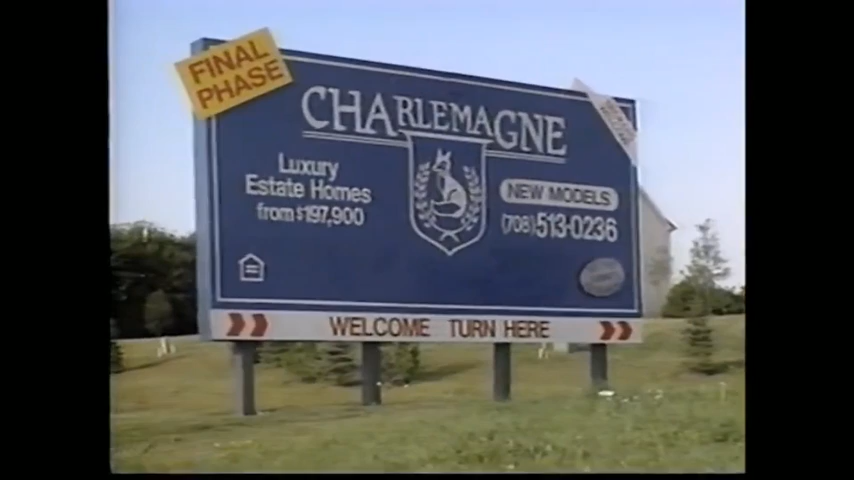 FINAL
PHASE
CHARLEMAGNE
Luxury
Estate Homes
from $197,900
NEW MODELS
(708) 513-0236
WELCOME TURN HERE